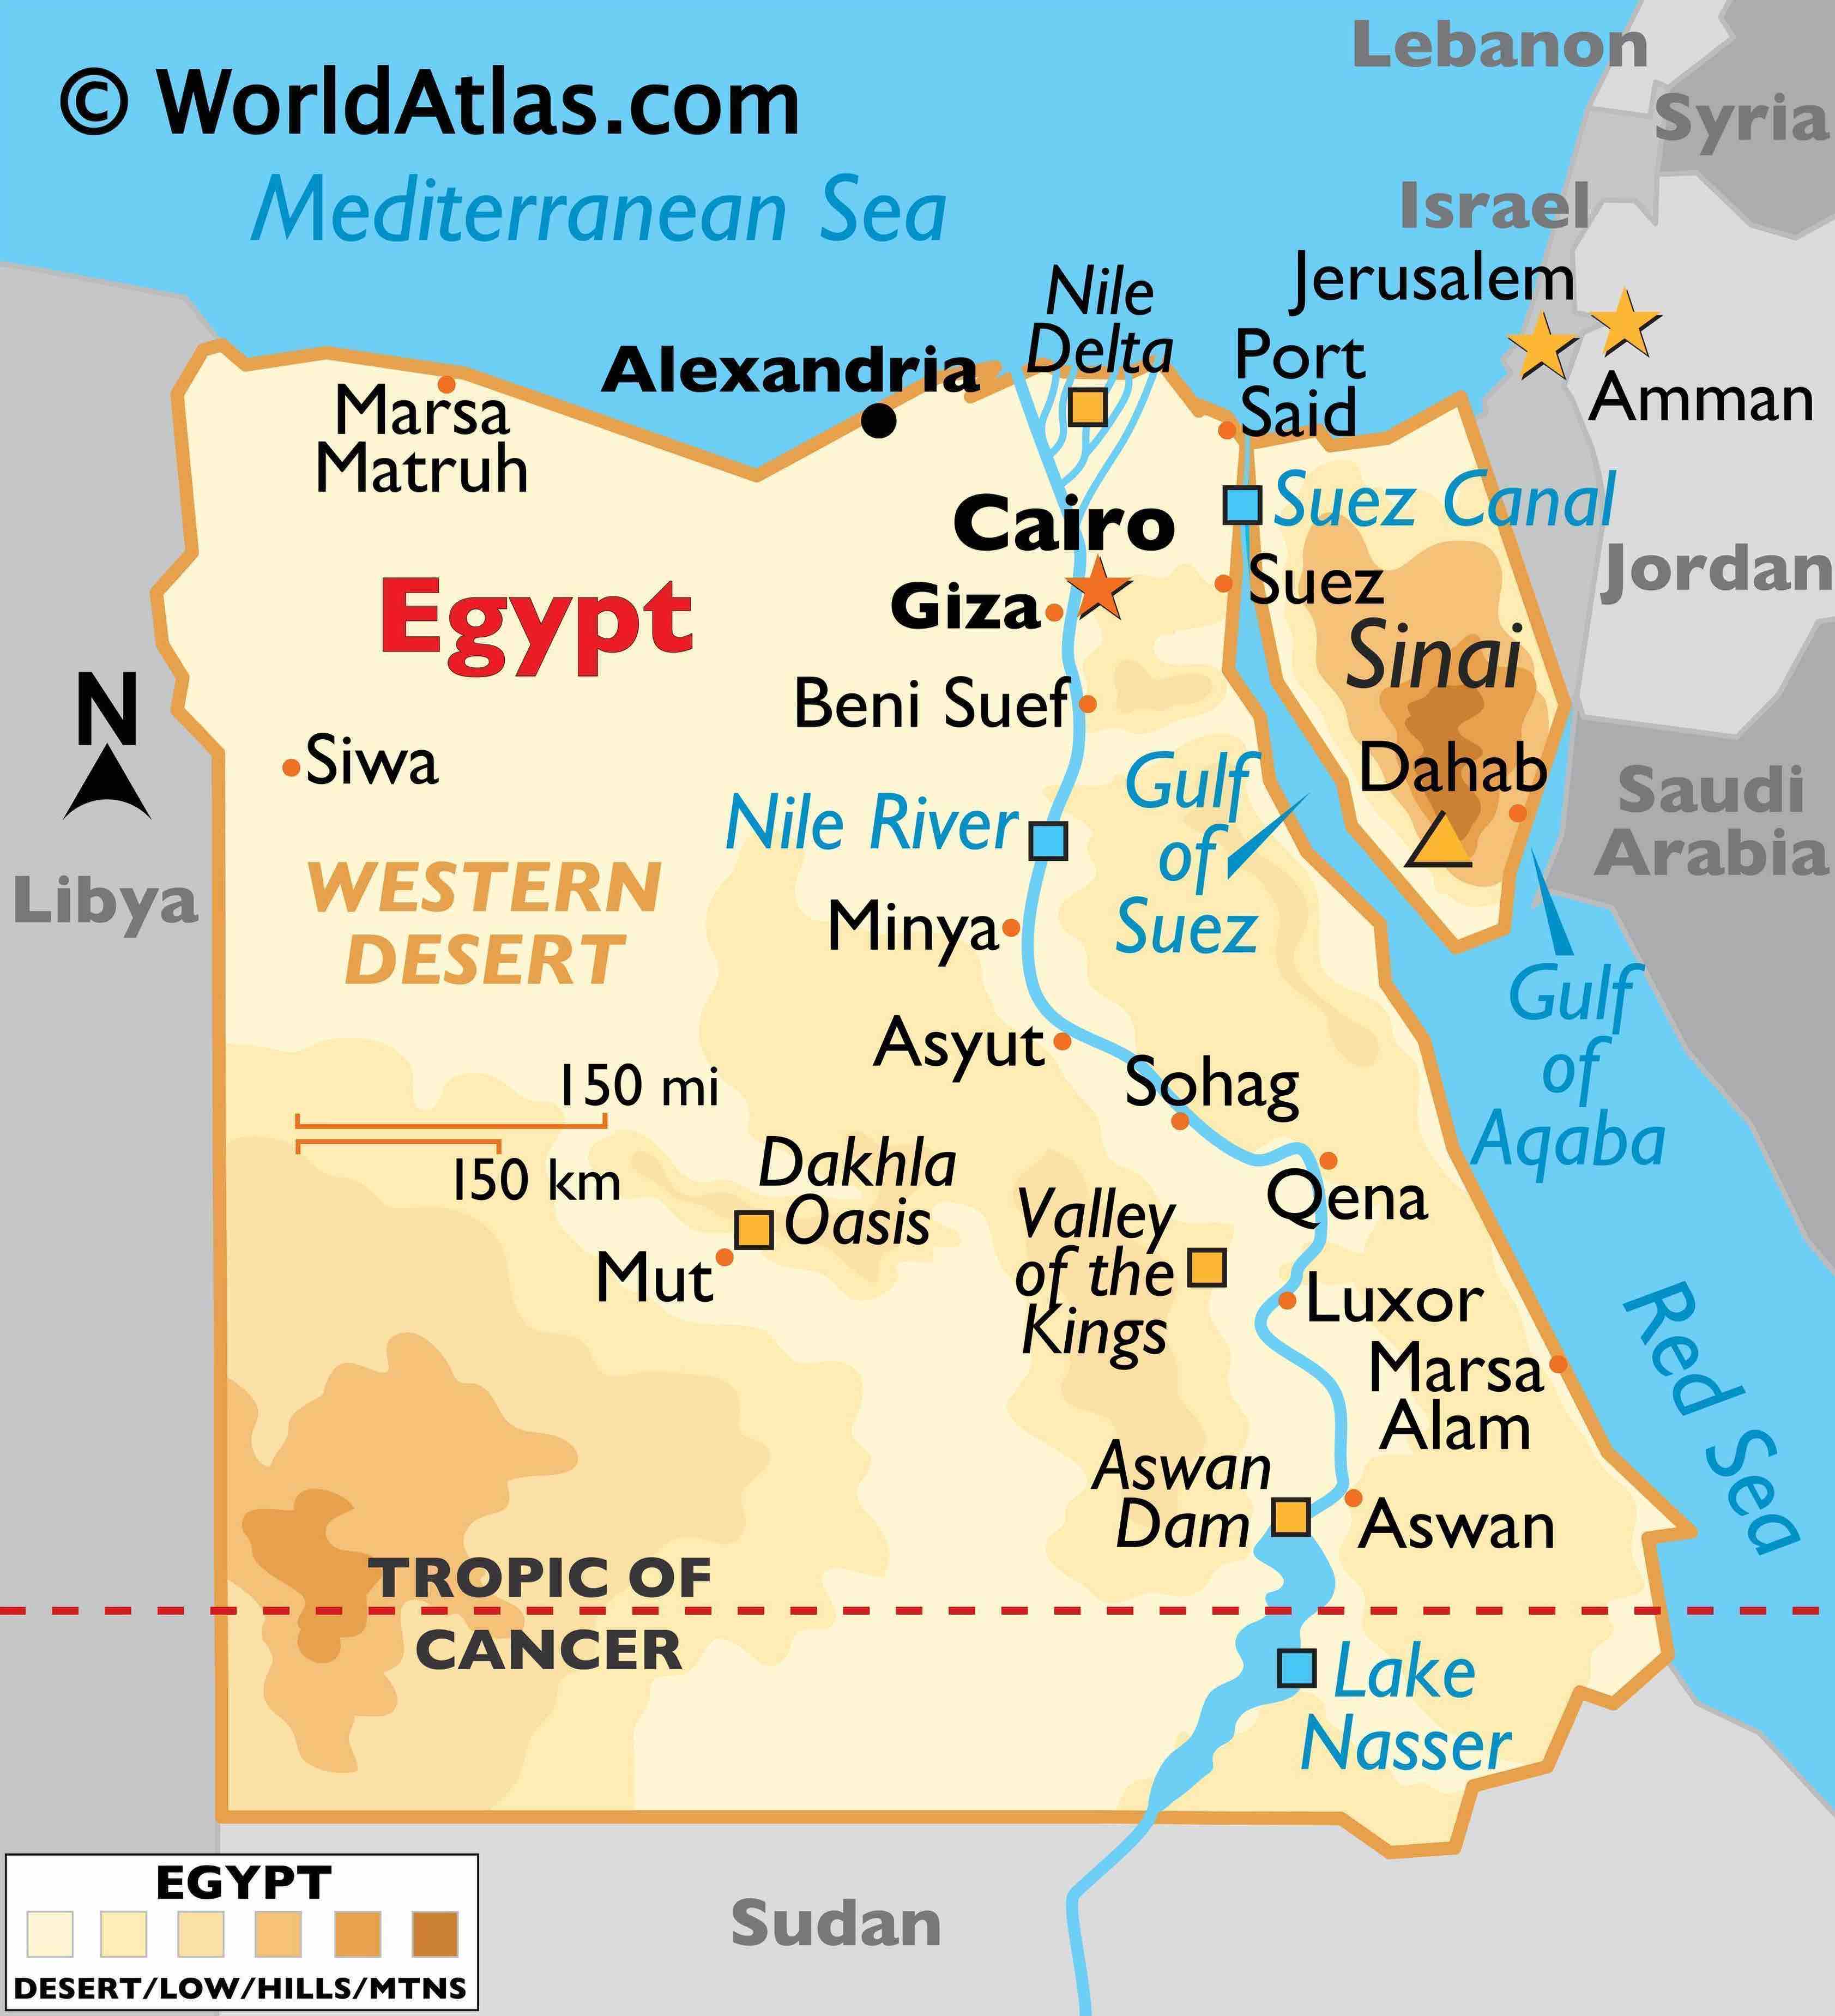 © WorldAtlas.com
Mediterranean Sea
Lebanon
Syria
Israel
Jerusalem
Amman
Nile
Delta
Port
Said
Alexandria
Marsa
Matruh
Suez Canal
Cairo
Jordan
Suez
Giza
Egypt
Sinai
N
Beni Suef
Siwa
Dahab
Gulf
of
Suez
Saudi
Arabia
Nile River
WESTERN
DESERT
Libya
Minya
Gulf
of
Aqaba
Asyut
Sohag
150 mi
150 km
Dakhla
Oasis
Mut
Valley
of the
Kings
Qena
Luxor
Red Sea
Marsa
Alam
Aswan
Dam
Aswan
TROPIC OF
CANCER
Lake
Nasser
Sudan
EGYPT
DESERT/LOW/HILLS/MTNS